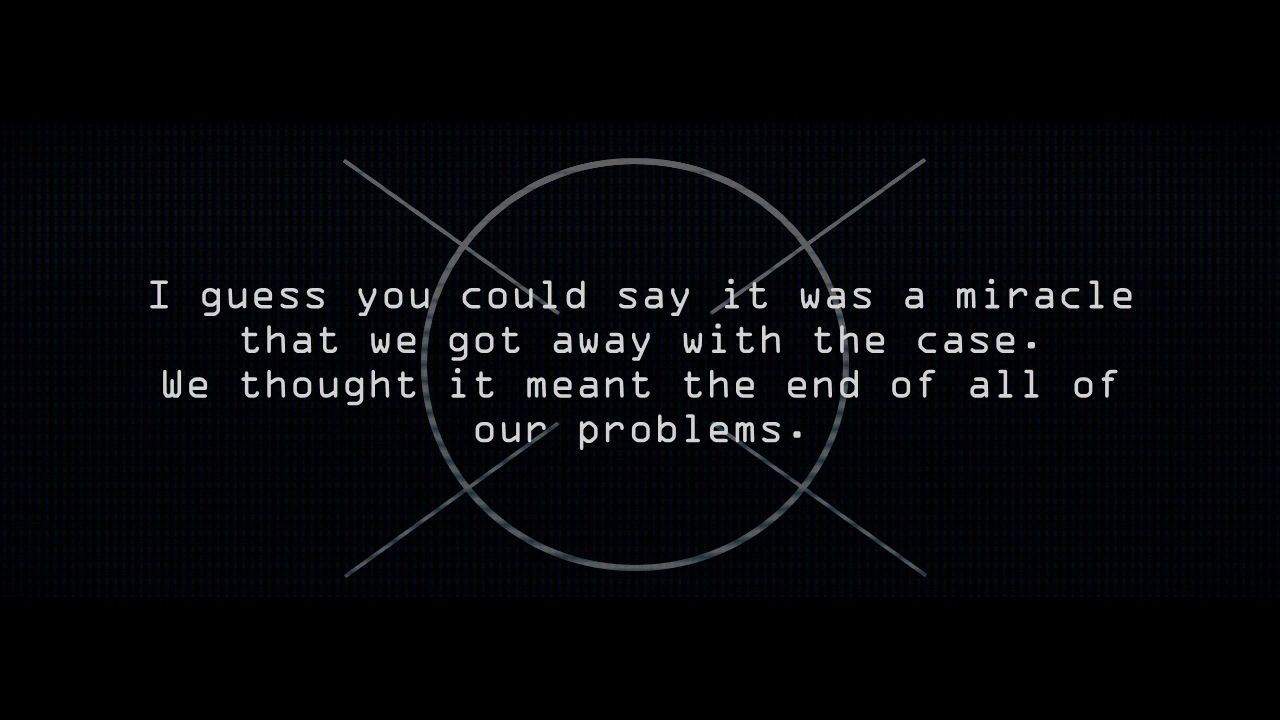 I guess you could say it was a miracle
that we got away with the case.
We thought it meant the end of all of
our problems.